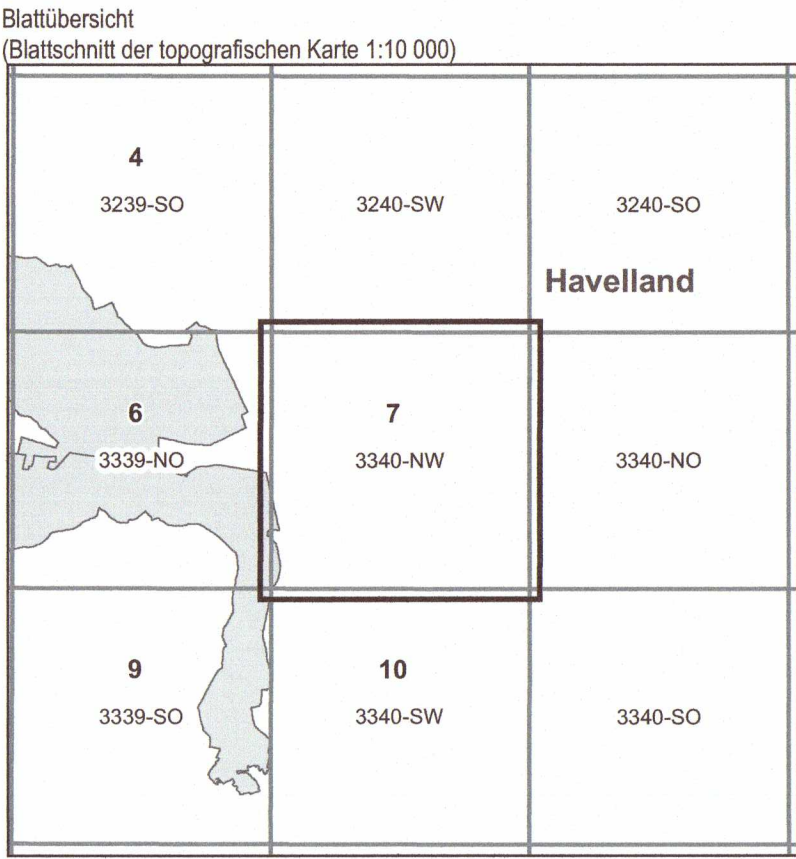 Blattübersicht
(Blattschnitt der topografischen Karte 1:10 000)
4
3239-SO
3240-SW
3240-SO
Havelland
6
3339-NO
7
3340-NW
3340-NO
9
3339-SO
10
3340-SW
3340-SO